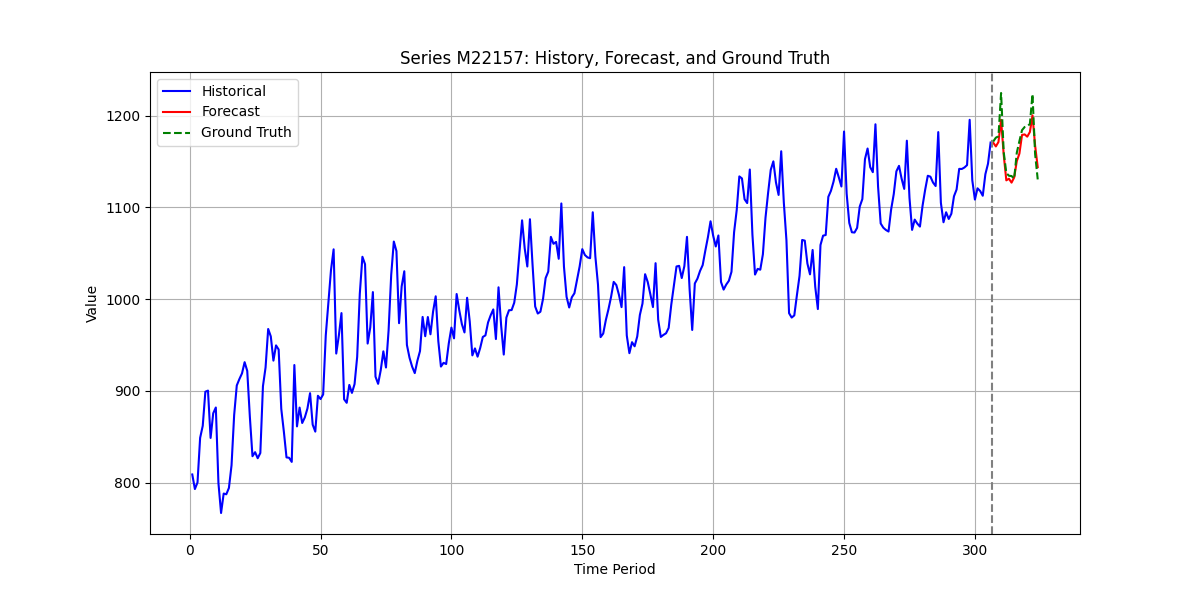 Series M22157: History, Forecast, and Ground Truth
Historical
Forecast
Ground Truth
1200
1100
1000
900
800
Value
0 50 100 150 200 250 300
Time Period